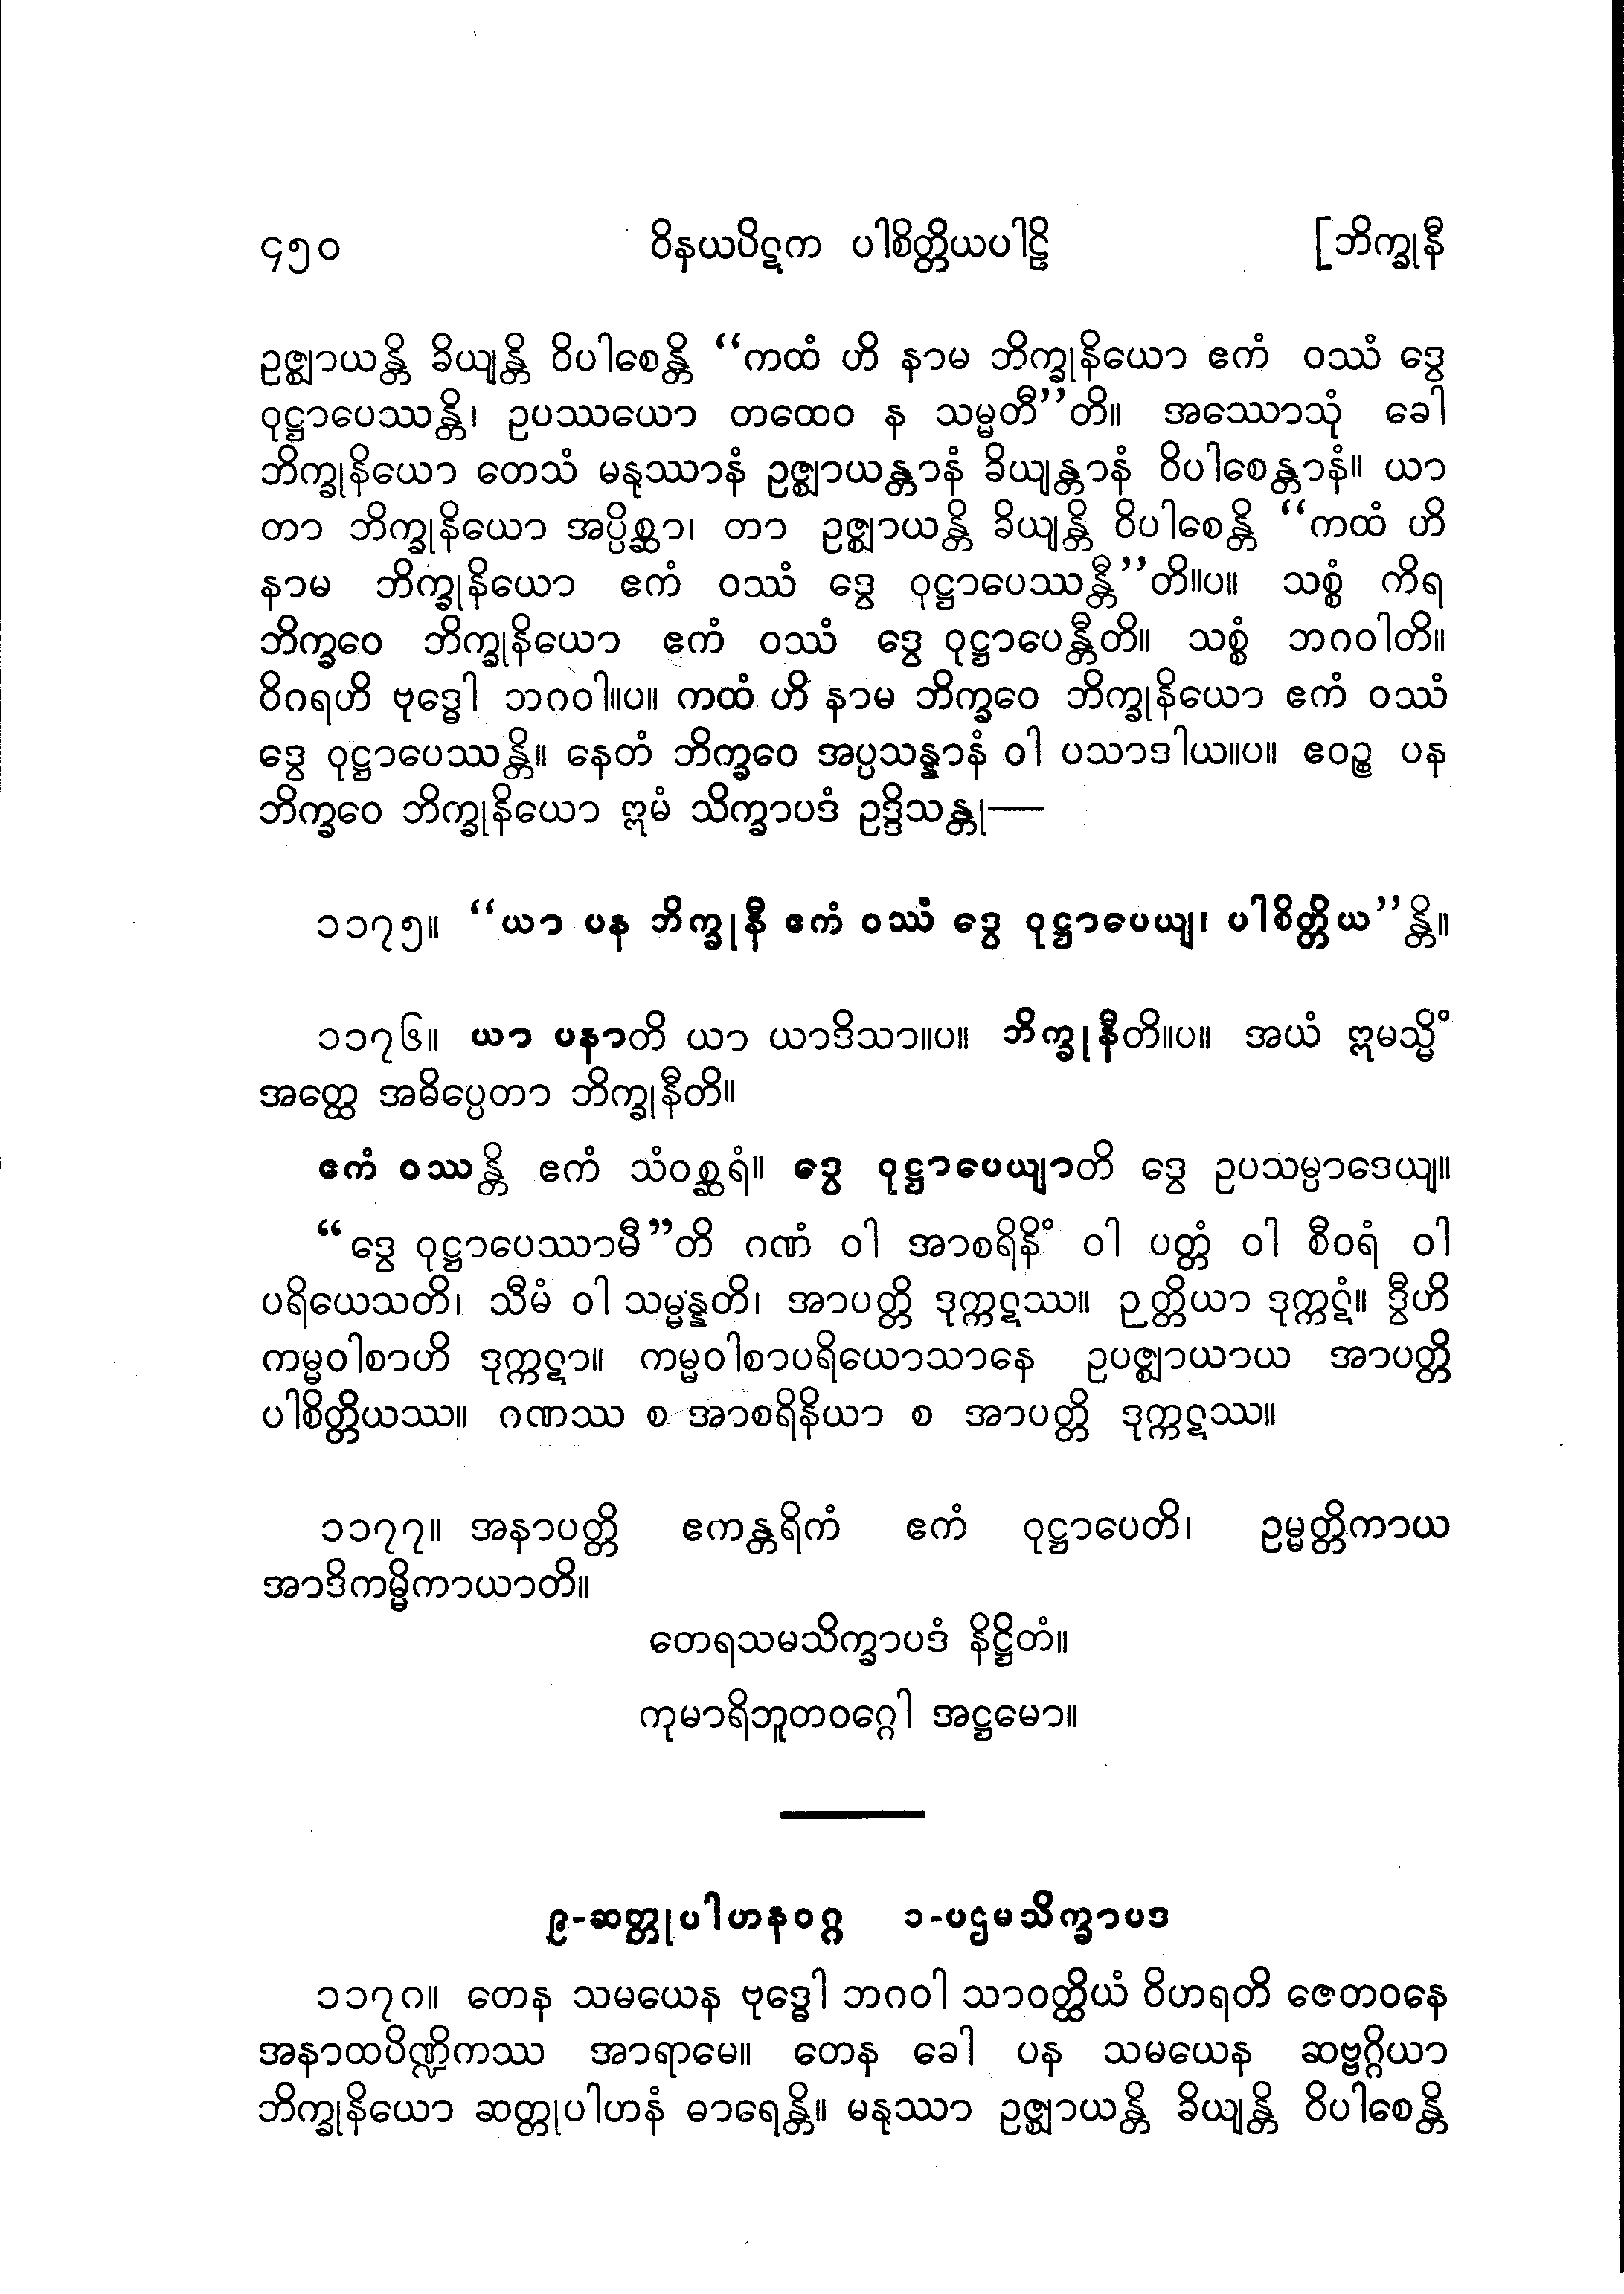 ၄၅၀ ဝိနယပိဋက ပါစိတ္တိယပါဠိ [ဘိက္ခုနီ
ဥဇ္ဈာယန္တိ ခိယျန္တိ ဝိပါစေန္တိ “ကထံ ဟိ နာမ ဘိက္ခုနိယော ဧကံ ဝဿံ ဒွေ
ဝုဋ္ဌာပေဿန္တိ၊ ဥပဿယော တထေဝ န သမ္မတီ”တိ။ အဿောသုံ ခေါ
ဘိက္ခုနိယော တေသံ မနုဿာနံ ဥဇ္ဈာယန္တာနံ ခိယျန္တာနံ ဝိပါစေန္တာနံ။ ယာ
တာ ဘိက္ခုနိယော အပ္ပိစ္ဆာ၊ တာ ဥဇ္ဈာယန္တိ ခိယျန္တိ ဝိပါစေန္တိ “ကထံ ဟိ
နာမ ဘိက္ခုနိယော ဧကံ ဝဿံ ဒွေ ဝုဋ္ဌာပေဿန္တီ”တိ။ပ။ သစ္စံ ကိရ
ဘိက္ခဝေ ဘိက္ခုနိယော ဧကံ ဝဿံ ဒွေ ဝုဋ္ဌာပေန္တီတိ။ သစ္စံ ဘဂဝါတိ။
ဝိဂရဟိ ဗုဒ္ဓေါ ဘဂဝါ။ပ။ ကထံ ဟိ နာမ ဘိက္ခဝေ ဘိက္ခုနိယော ဧကံ ဝဿံ
ဒွေ ဝုဋ္ဌာပေဿန္တိ။ နေတံ ဘိက္ခဝေ အပ္ပသန္နာနံ ဝါ ပသာဒါယ။ပ။ ဧဝဉ္စ ပန
ဘိက္ခဝေ ဘိက္ခုနိယော ဣမံ သိက္ခာပဒံ ဥဒ္ဒိသန္တု—
၁၁၇၅။ “ယာ ပန ဘိက္ခုနီ ဧကံ ဝဿံ ဒွေ ဝုဋ္ဌာပေယျ၊ ပါစိတ္တိယ”န္တိ။
၁၁၇၆။ ယာ ပနာတိ ယာ ယာဒိသာ။ပ။ ဘိက္ခုနီတိ။ပ။ အယံ ဣမသ္မိံ
အတ္ထေ အဓိပ္ပေတာ ဘိက္ခုနီတိ။
ဧကံ ဝဿန္တိ ဧကံ သံဝစ္ဆရံ။ ဒွေ ဝုဋ္ဌာပေယျာတိ ဒွေ ဥပသမ္ပာဒေယျ။
“ဒွေ ဝုဋ္ဌာပေဿာမီ”တိ ဂဏံ ဝါ အာစရိနိံ ဝါ ပတ္တံ ဝါ စီဝရံ ဝါ
ပရိယေသတိ၊ သီမံ ဝါ သမ္မန္နတိ၊ အာပတ္တိ ဒုက္ကဋဿ။ ဉတ္တိယာ ဒုက္ကဋံ။ ဒွီဟိ
ကမ္မဝါစာဟိ ဒုက္ကဋာ။ ကမ္မဝါစာပရိယောသာနေ ဥပဇ္ဈာယာယ အာပတ္တိ
ပါစိတ္တိယဿ။ ဂဏဿ စ အာစရိနိယာ စ အာပတ္တိ ဒုက္ကဋဿ။
၁၁၇၇။ အနာပတ္တိ ဧကန္တရိကံ ဧကံ ဝုဋ္ဌာပေတိ၊ ဥမ္မတ္တိကာယ
အာဒိကမ္မိကာယာတိ။
တေရသမသိက္ခာပဒံ နိဋ္ဌိတံ။
ကုမာရိဘူတဝဂ္ဂေါ အဋ္ဌမော။
၉-ဆတ္တုပါဟနဝဂ္ဂ ၁-ပဌမသိက္ခာပဒ
၁၁၇၈။ တေန သမယေန ဗုဒ္ဓေါ ဘဂဝါ သာဝတ္ထိယံ ဝိဟရတိ ဇေတဝနေ
အနာထပိဏ္ဍိကဿ အာရာမေ။ တေန ခေါ ပန သမယေန ဆဗ္ဗဂ္ဂိယာ
ဘိက္ခုနိယော ဆတ္တုပါဟနံ ဓာရေန္တိ။ မနုဿာ ဥဇ္ဈာယန္တိ ခိယျန္တိ ဝိပါစေန္တိ